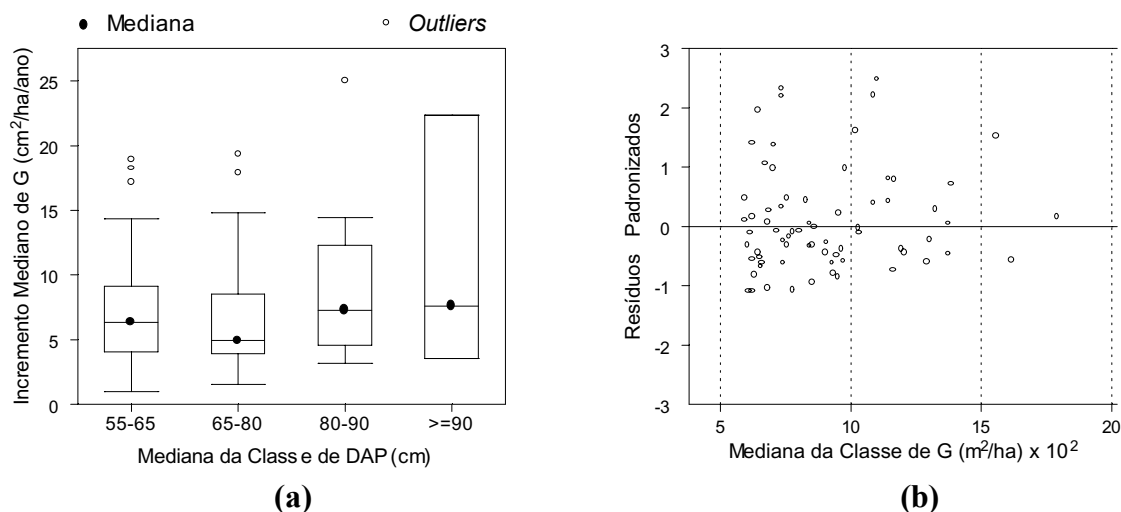 Mediana
Outliers
Incremento Mediano de G (cm²/ha/ano)
25
20
15
10
5
0
55-65
65-80
80-90
>=90
Mediana da Classe de DAP (cm)
(a)
Resíduos Padronizados
3
2
1
0
-1
-2
-3
5
10
15
20
Mediana da Classe de G (m²/ha) x 10²
(b)